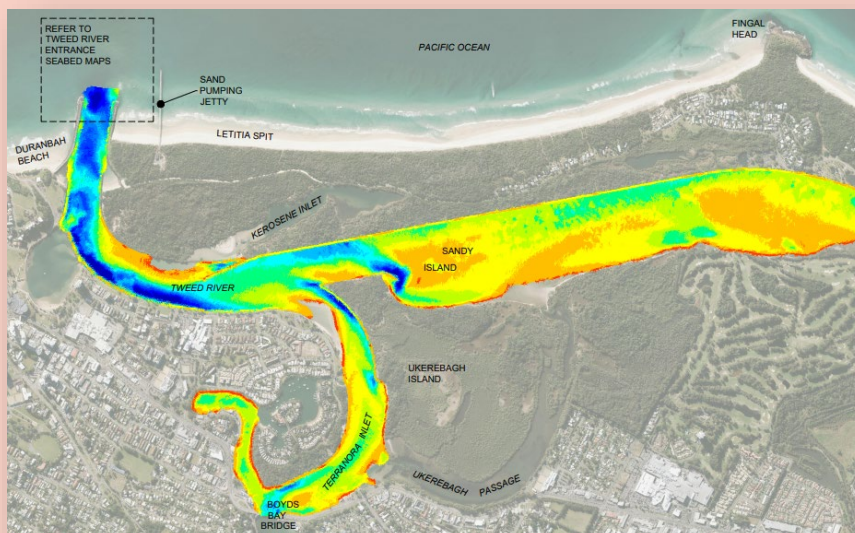 REFER TO
TWEED RIVER
ENTRANCE
SEABED MAPS
PACIFIC OCEAN
FINGAL
HEAD
SAND
PUMPING
JETTY
DURANBAH
BEACH
LETITIA SPIT
KEROSENE INLET
SANDY
ISLAND
TWEED RIVER
UKEREBAGH
ISLAND
TERRANORA INLET
UKEREBAGH PASSAGE
BOYDS
BAY
BRIDGE